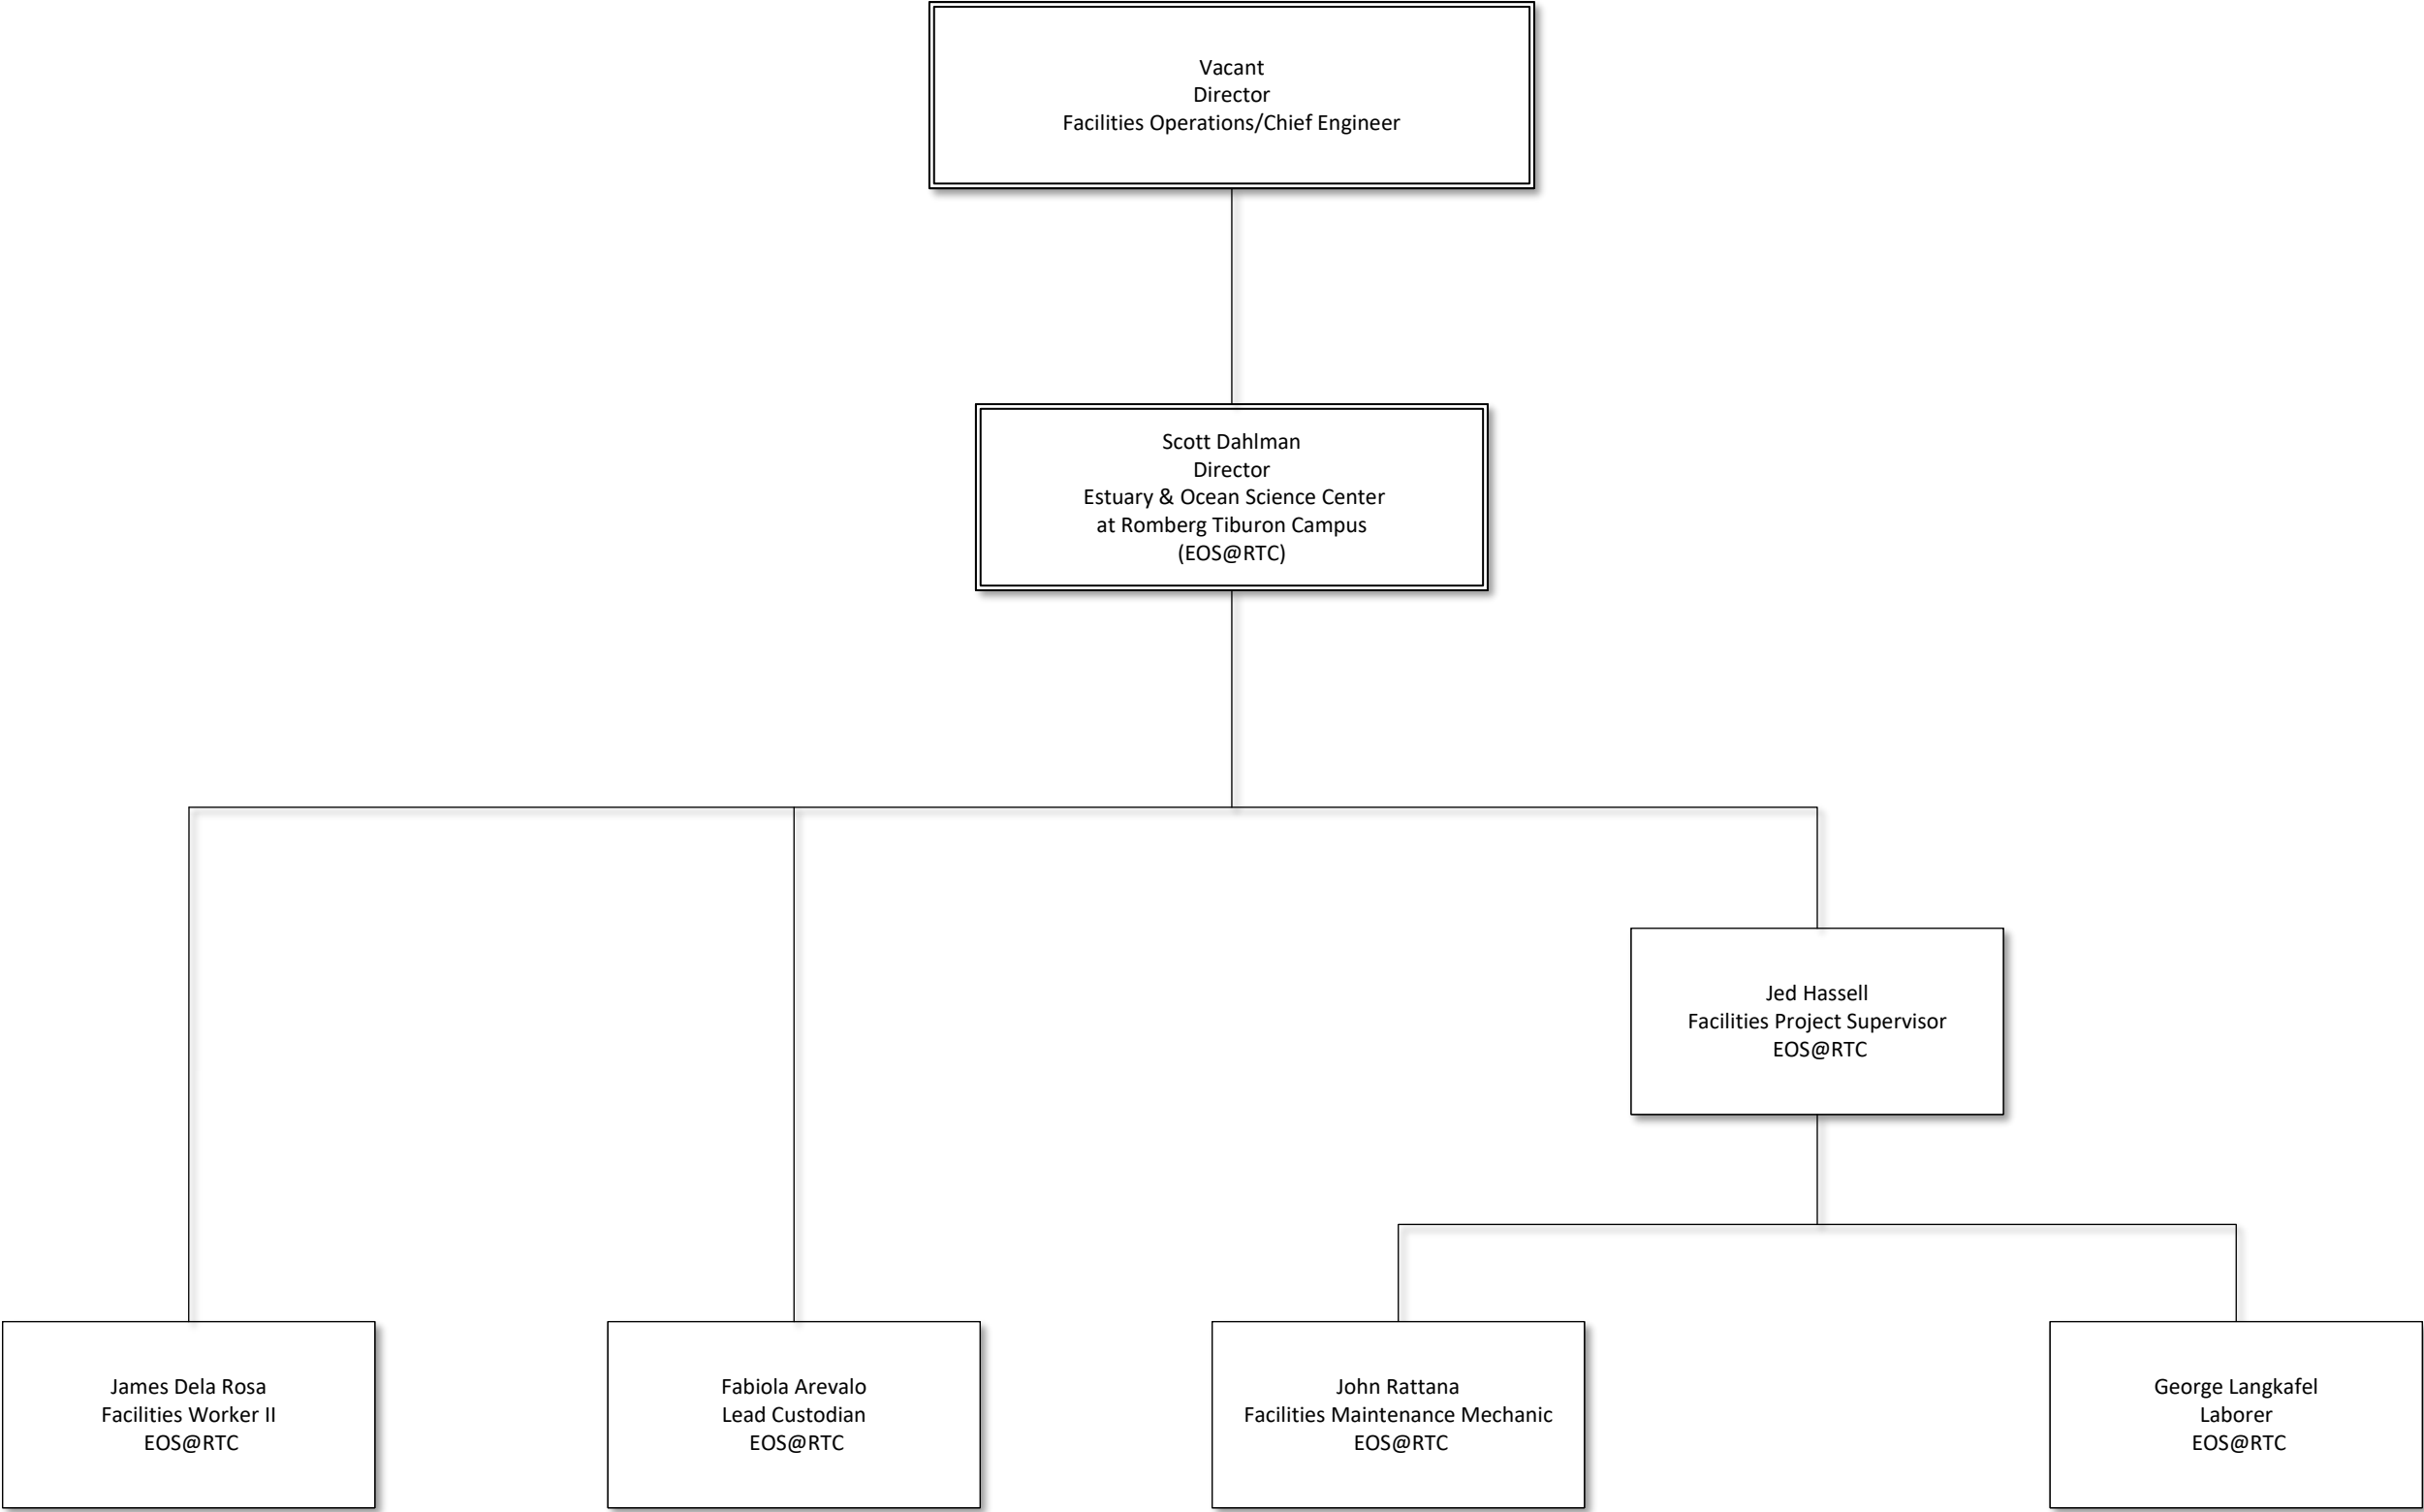 Vacant
Director
Facilities Operations/Chief Engineer
Scott Dahlman
Director
Estuary & Ocean Science Center
at Romberg Tiburon Campus
(EOS@RTC)
Jed Hassell
Facilities Project Supervisor
EOS@RTC
James Dela Rosa
Facilities Worker II
EOS@RTC
Fabiola Arevalo
Lead Custodian
EOS@RTC
John Rattana
Facilities Maintenance Mechanic
EOS@RTC
George Langkafel
Laborer
EOS@RTC